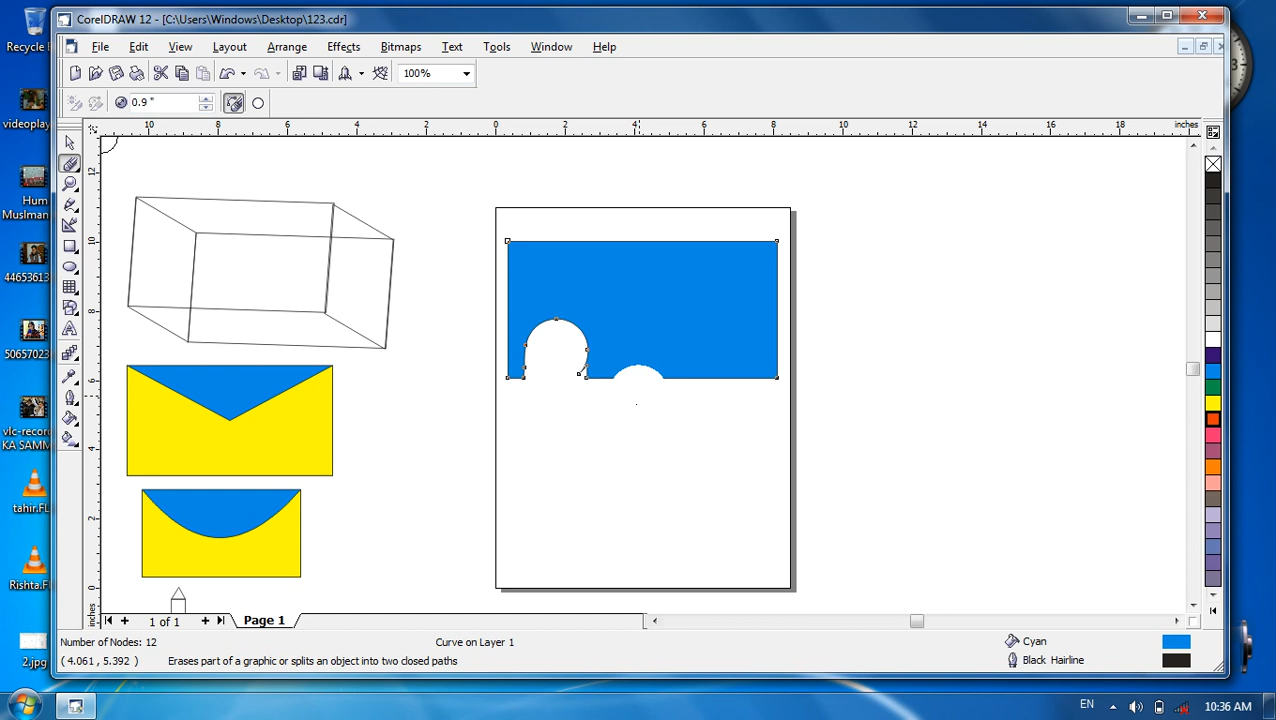 CorelDRAW 12 - [C:\Users\Windows\Desktop\123.cdr]
Recycle
File Edit View Layout Arrange Effects Bitmaps Text Tools Window Help
100%
0.9 "
10 8 6 4 2 0 2 4 6 8 10 12 14 16 18 inches
videoplay
Hum
Muslman
44653613
5065702
vlc-recor
KA SAMM
tahir.FL
Rishta.F
2.jpg
12
10
8
6
4
2
0
inches
1 of 1 Page 1
Number of Nodes: 12 Curve on Layer 1 Cyan
( 4.061 , 5.392 ) Erases part of a graphic or splits an object into two closed paths Black Hairline
EN 10:36 AM